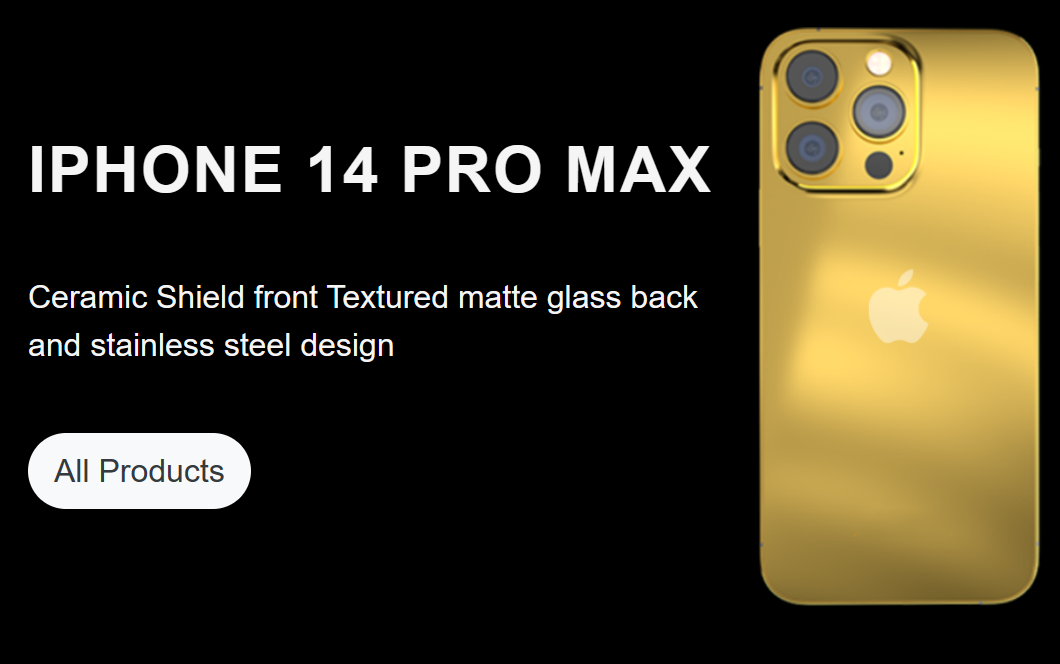 IPHONE 14 PRO MAX
Ceramic Shield front Textured matte glass back
and stainless steel design
All Products